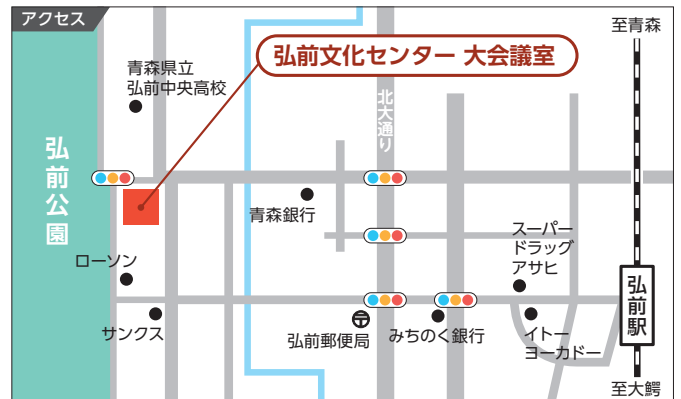 アクセス
至青森
弘前文化センター 大会議室
青森県立
弘前中央高校
北大通り
弘前公園
青森銀行
スーパー
ドラッグ
アサヒ
ローソン
弘前駅
サンクス
弘前郵便局
みちのく銀行
イトー
ヨーカドー
至大鰐